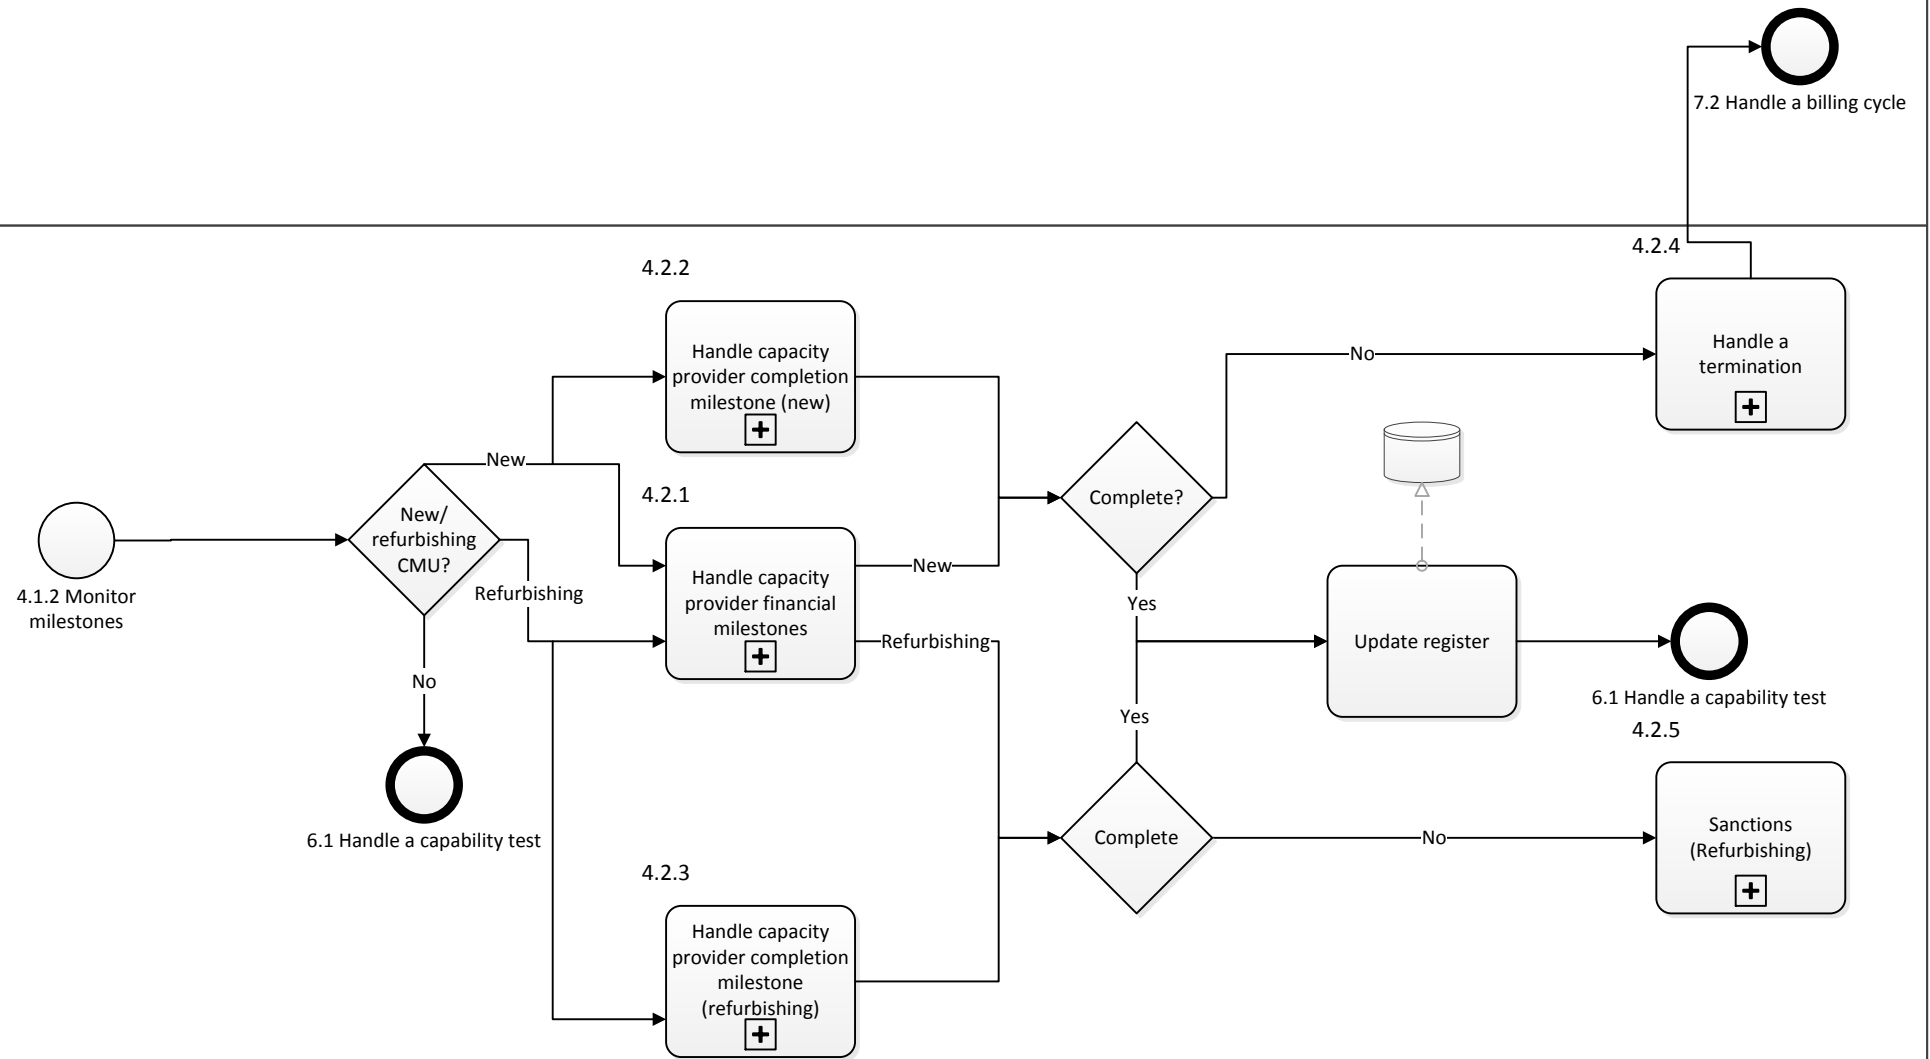 7.2 Handle a billing cycle
4.2.4
4.2.2
Handle a
termination
Handle capacity
provider completion
milestone (new)
No
New
4.2.1
Complete?
New/
refurbishing
CMU?
4.1.2 Monitor
milestones
Refurbishing
Handle capacity
provider financial
milestones
New
Refurbishing
Yes
Update register
6.1 Handle a capability test
No
6.1 Handle a capability test
Yes
4.2.5
Complete
No
Sanctions
(Refurbishing)
4.2.3
Handle capacity
provider completion
milestone
(refurbishing)